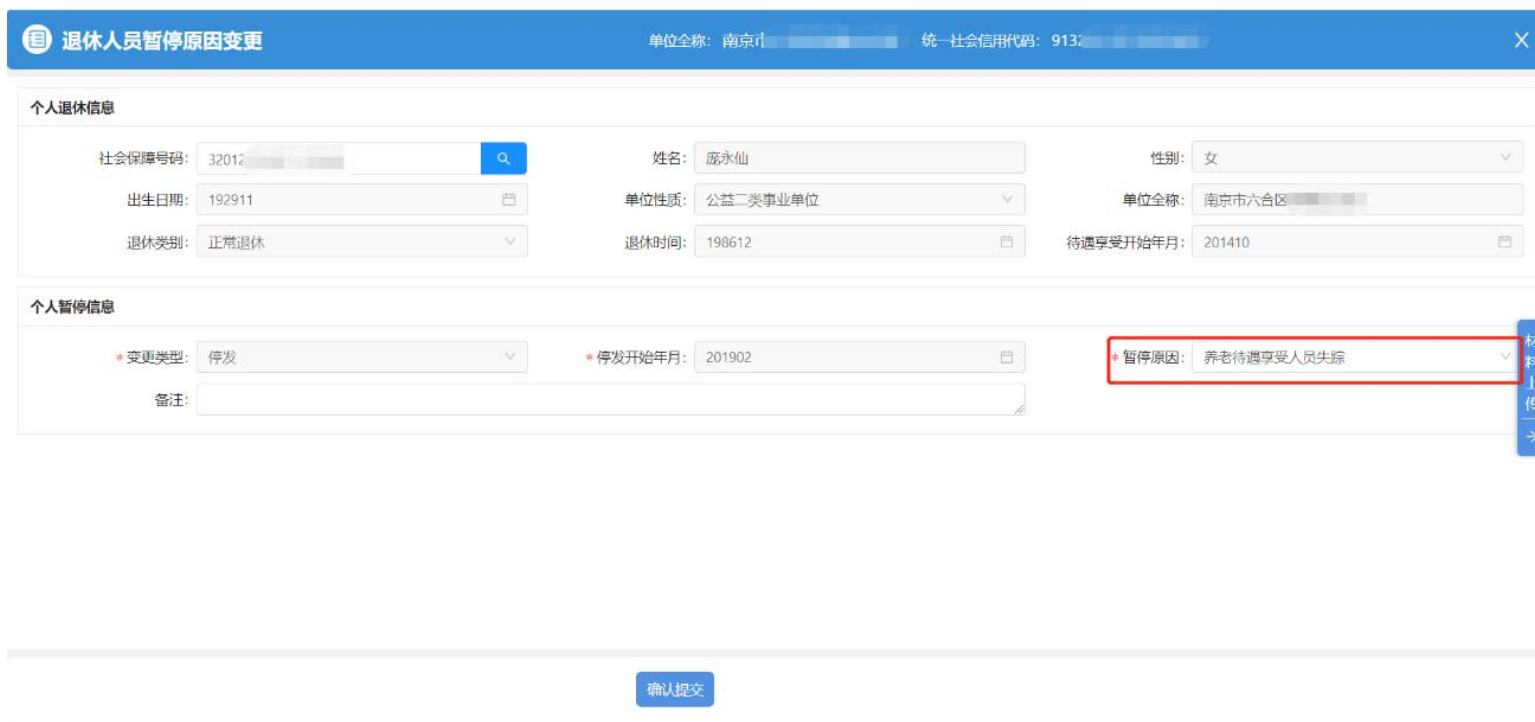 退休人员暂停原因变更 单位全称: 南京市 统一社会信用代码: 9132
个人退休信息
社会保障号码: 32012 姓名: 庞永仙 性别: 女
出生日期: 192911 单位性质: 公益二类事业单位 单位全称: 南京市六合区
退休类别: 正常退休 退休时间: 198612 待遇享受开始年月: 201410
个人暂停信息
* 变更类型: 停发 * 停发开始年月: 201902 * 暂停原因: 养老待遇享受人员失踪
备注:
材料上传
确认提交